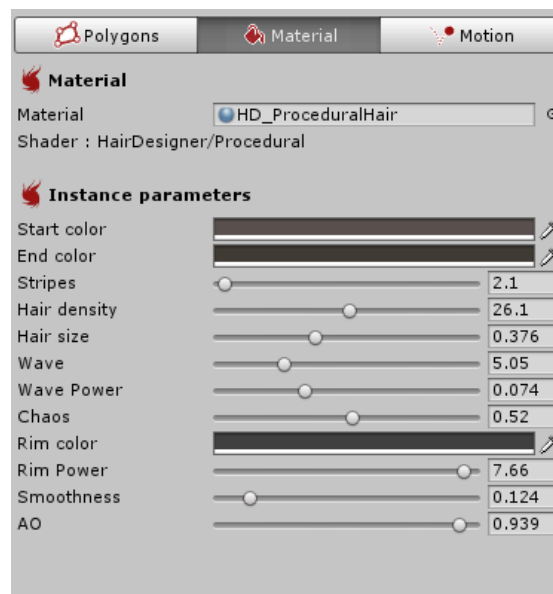 Polygons Material Motion
Material
Material HD_ProceduralHair
Shader : HairDesigner/Procedural
Instance parameters
Start color
End color
Stripes 2.1
Hair density 26.1
Hair size 0.376
Wave 5.05
Wave Power 0.074
Chaos 0.52
Rim color
Rim Power 7.66
Smoothness 0.124
AO 0.939